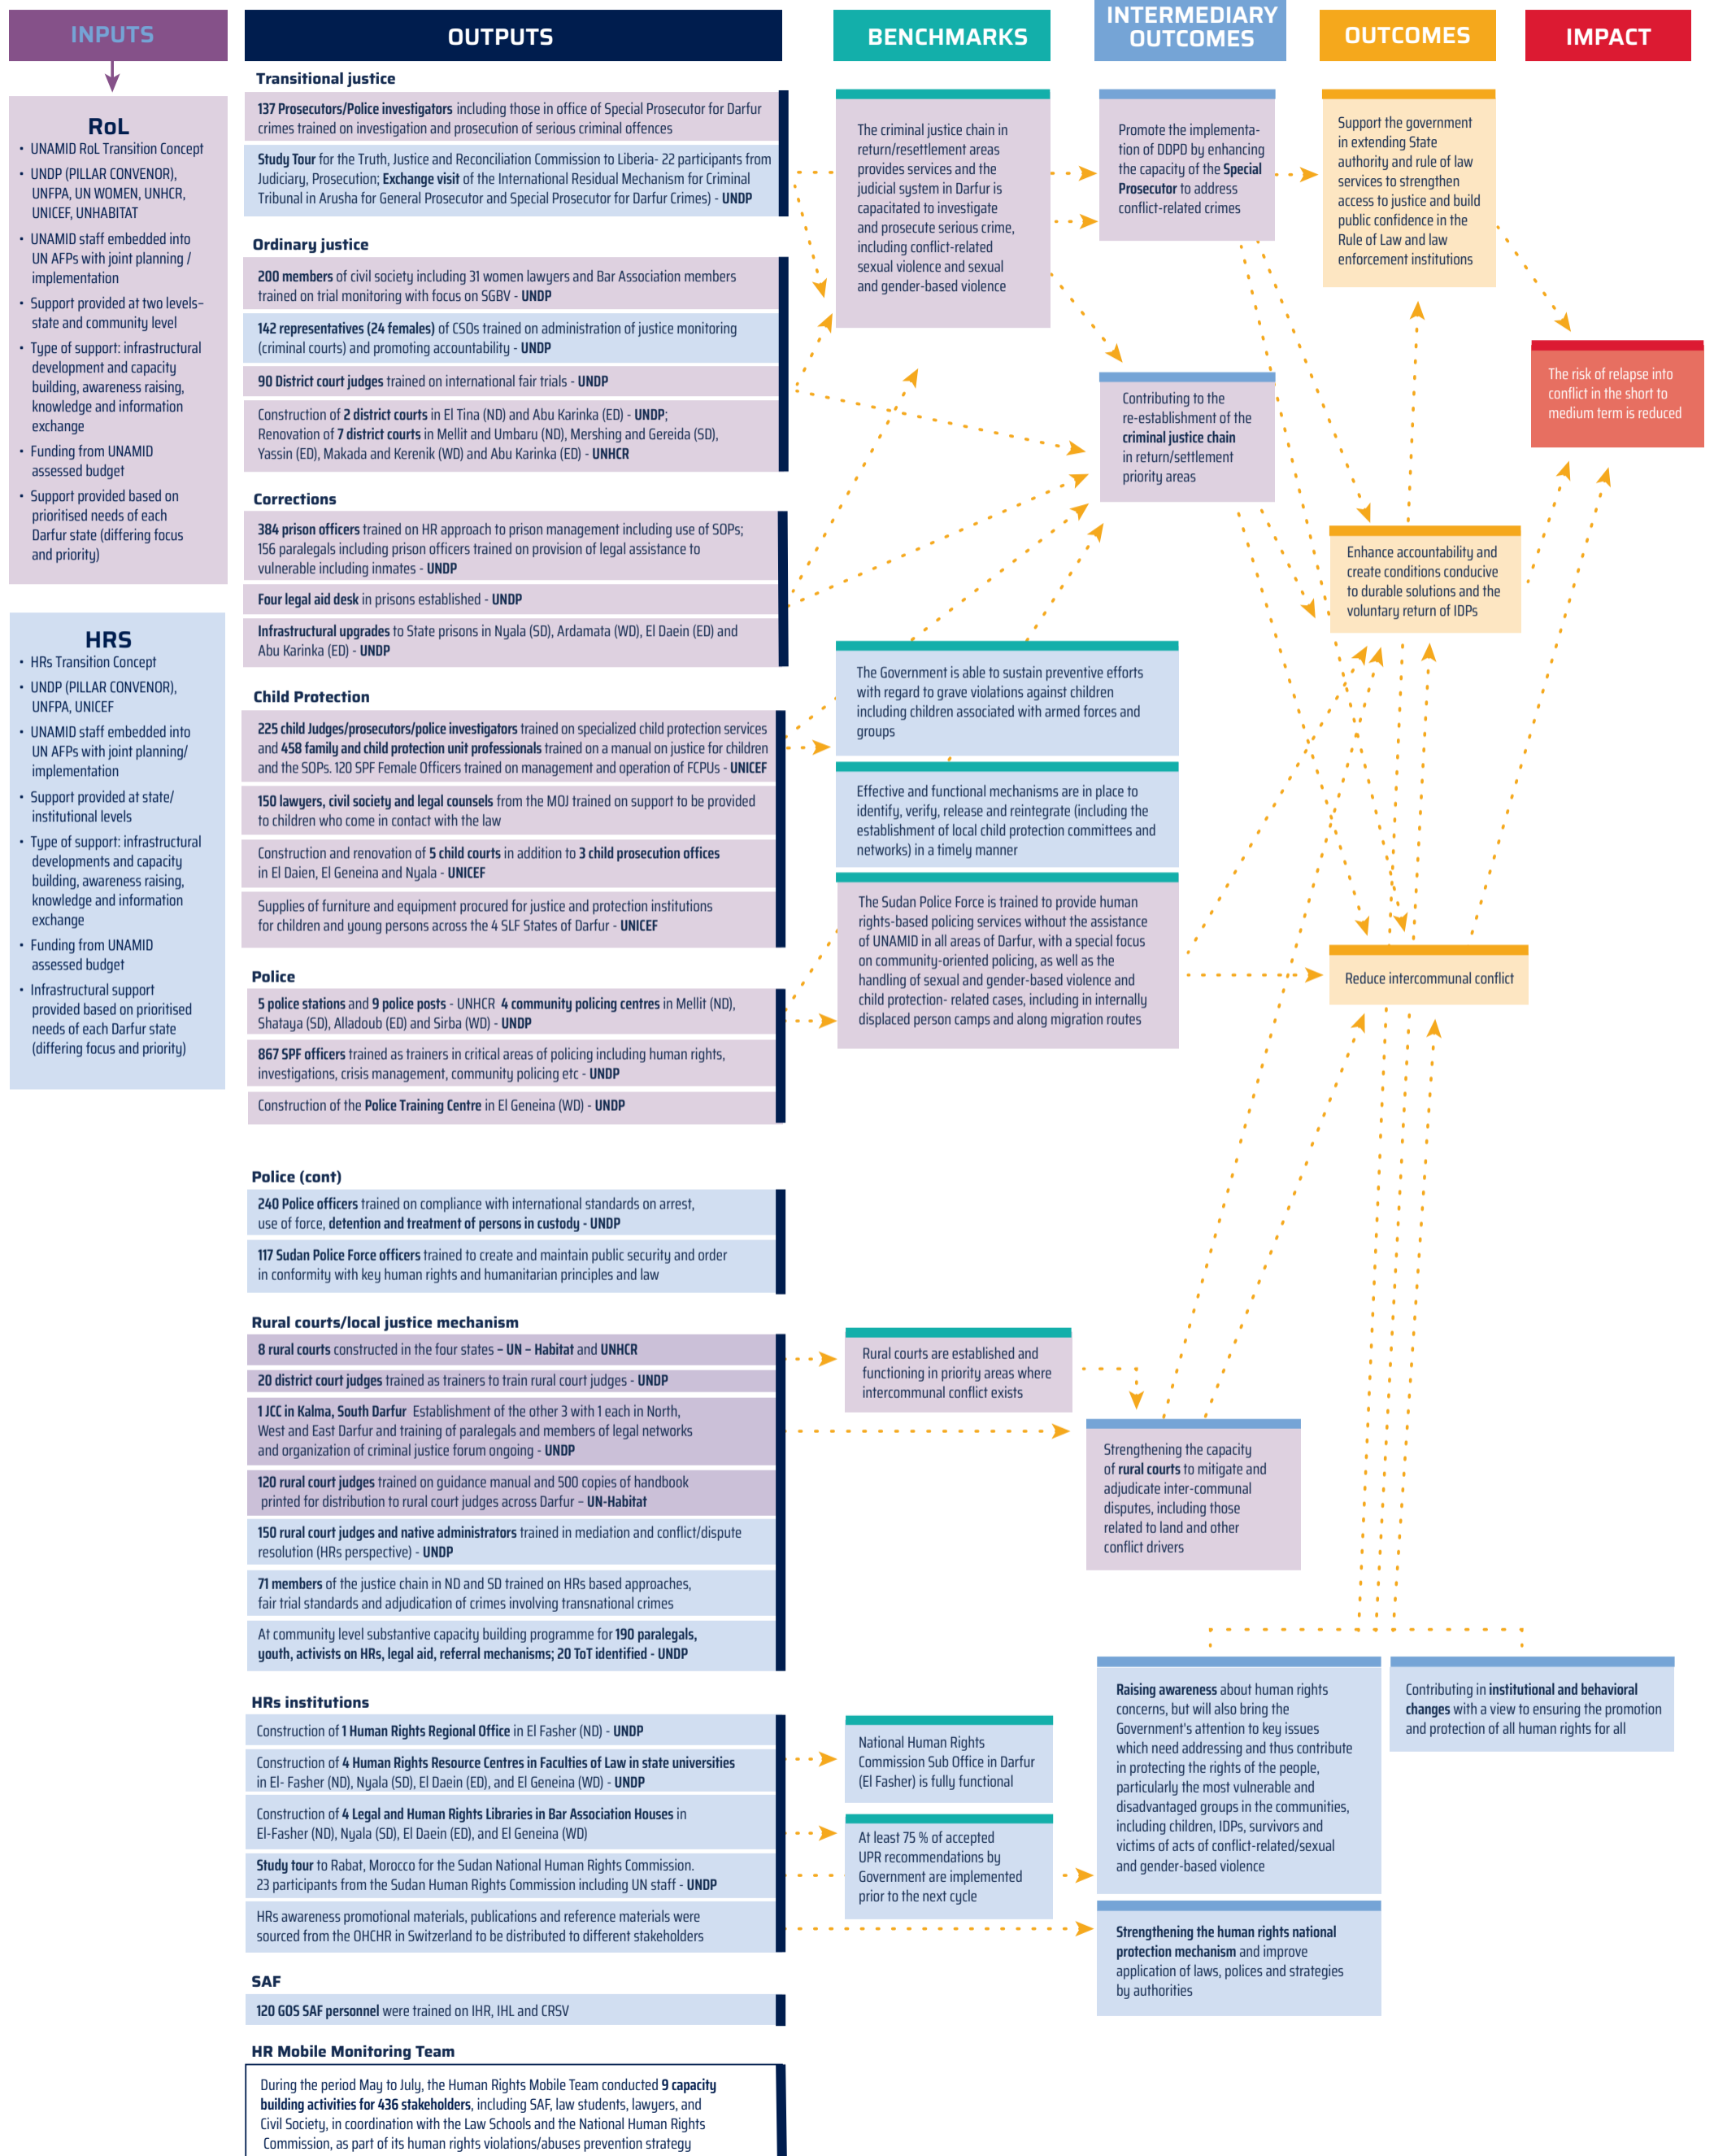 INPUTS
OUTPUTS
BENCHMARKS
INTERMEDIARY
OUTCOMES
OUTCOMES
IMPACT
RoL
• UNAMID RoL Transition Concept
• UNDP (PILLAR CONVENOR),
UNFPA, UN WOMEN, UNHCR,
UNICEF, UNHABITAT
• UNAMID staff embedded into
UN AFPs with joint planning /
implementation
• Support provided at two levels–
state and community level
• Type of support: infrastructural
development and capacity
building, awareness raising,
knowledge and information
exchange
• Funding from UNAMID
assessed budget
• Support provided based on
prioritised needs of each
Darfur state (differing focus
and priority)
HRS
• HRs Transition Concept
• UNDP (PILLAR CONVENOR),
UNFPA, UNICEF
• UNAMID staff embedded into
UN AFPs with joint planning/
implementation
• Support provided at state/
institutional levels
• Type of support: infrastructural
developments and capacity
building, awareness raising,
knowledge and information
exchange
• Funding from UNAMID
assessed budget
• Infrastructural support
provided based on prioritised
needs of each Darfur state
(differing focus and priority)
Transitional justice
137 Prosecutors/Police investigators including those in office of Special Prosecutor for Darfur
crimes trained on investigation and prosecution of serious criminal offences
Study Tour for the Truth, Justice and Reconciliation Commission to Liberia- 22 participants from
Judiciary, Prosecution; Exchange visit of the International Residual Mechanism for Criminal
Tribunal in Arusha for General Prosecutor and Special Prosecutor for Darfur Crimes) - UNDP
Ordinary justice
200 members of civil society including 31 women lawyers and Bar Association members
trained on trial monitoring with focus on SGBV - UNDP
142 representatives (24 females) of CSOs trained on administration of justice monitoring
(criminal courts) and promoting accountability - UNDP
90 District court judges trained on international fair trials - UNDP
Construction of 2 district courts in El Tina (ND) and Abu Karinka (ED) - UNDP;
Renovation of 7 district courts in Mellit and Umbaru (ND), Mershing and Gereida (SD),
Yassin (ED), Makada and Kerenik (WD) and Abu Karinka (ED) - UNHCR
Corrections
384 prison officers trained on HR approach to prison management including use of SOPs;
156 paralegals including prison officers trained on provision of legal assistance to
vulnerable including inmates - UNDP
Four legal aid desk in prisons established - UNDP
Infrastructural upgrades to State prisons in Nyala (SD), Ardamata (WD), El Daein (ED) and
Abu Karinka (ED) - UNDP
Child Protection
225 child Judges/prosecutors/police investigators trained on specialized child protection services
and 458 family and child protection unit professionals trained on a manual on justice for children
and the SOPs. 120 SPF Female Officers trained on management and operation of FCPUs - UNICEF
150 lawyers, civil society and legal counsels from the MOJ trained on support to be provided
to children who come in contact with the law
Construction and renovation of 5 child courts in addition to 3 child prosecution offices
in El Daien, El Geneina and Nyala - UNICEF
Supplies of furniture and equipment procured for justice and protection institutions
for children and young persons across the 4 SLF States of Darfur - UNICEF
Police
5 police stations and 9 police posts - UNHCR 4 community policing centres in Mellit (ND),
Shataya (SD), Alladoub (ED) and Sirba (WD) - UNDP
867 SPF officers trained as trainers in critical areas of policing including human rights,
investigations, crisis management, community policing etc - UNDP
Construction of the Police Training Centre in El Geneina (WD) - UNDP
Police (cont)
240 Police officers trained on compliance with international standards on arrest,
use of force, detention and treatment of persons in custody - UNDP
117 Sudan Police Force officers trained to create and maintain public security and order
in conformity with key human rights and humanitarian principles and law
Rural courts/local justice mechanism
8 rural courts constructed in the four states – UN – Habitat and UNHCR
20 district court judges trained as trainers to train rural court judges - UNDP
1 JCC in Kalma, South Darfur Establishment of the other 3 with 1 each in North,
West and East Darfur and training of paralegals and members of legal networks
and organization of criminal justice forum ongoing - UNDP
120 rural court judges trained on guidance manual and 500 copies of handbook
printed for distribution to rural court judges across Darfur – UN-Habitat
150 rural court judges and native administrators trained in mediation and conflict/dispute
resolution (HRs perspective) - UNDP
71 members of the justice chain in ND and SD trained on HRs based approaches,
fair trial standards and adjudication of crimes involving transnational crimes
At community level substantive capacity building programme for 190 paralegals,
youth, activists on HRs, legal aid, referral mechanisms; 20 ToT identified - UNDP
HRs institutions
Construction of 1 Human Rights Regional Office in El Fasher (ND) - UNDP
Construction of 4 Human Rights Resource Centres in Faculties of Law in state universities
in El- Fasher (ND), Nyala (SD), El Daein (ED), and El Geneina (WD) - UNDP
Construction of 4 Legal and Human Rights Libraries in Bar Association Houses in
El-Fasher (ND), Nyala (SD), El Daein (ED), and El Geneina (WD)
Study tour to Rabat, Morocco for the Sudan National Human Rights Commission.
23 participants from the Sudan Human Rights Commission including UN staff - UNDP
HRs awareness promotional materials, publications and reference materials were
sourced from the OHCHR in Switzerland to be distributed to different stakeholders
SAF
120 GOS SAF personnel were trained on IHR, IHL and CRSV
HR Mobile Monitoring Team
During the period May to July, the Human Rights Mobile Team conducted 9 capacity
building activities for 436 stakeholders, including SAF, law students, lawyers, and
Civil Society, in coordination with the Law Schools and the National Human Rights
Commission, as part of its human rights violations/abuses prevention strategy
The criminal justice chain in
return/resettlement areas
provides services and the
judicial system in Darfur is
capacitated to investigate
and prosecute serious crime,
including conflict-related
sexual violence and sexual
and gender-based violence
The Government is able to sustain preventive efforts
with regard to grave violations against children
including children associated with armed forces and
groups
Effective and functional mechanisms are in place to
identify, verify, release and reintegrate (including the
establishment of local child protection committees and
networks) in a timely manner
The Sudan Police Force is trained to provide human
rights-based policing services without the assistance
of UNAMID in all areas of Darfur, with a special focus
on community-oriented policing, as well as the
handling of sexual and gender-based violence and
child protection- related cases, including in internally
displaced person camps and along migration routes
Rural courts are established and
functioning in priority areas where
intercommunal conflict exists
National Human Rights
Commission Sub Office in Darfur
(El Fasher) is fully functional
At least 75 % of accepted
UPR recommendations by
Government are implemented
prior to the next cycle
Promote the implementa-
tion of DDPD by enhancing
the capacity of the Special
Prosecutor to address
conflict-related crimes
Contributing to the
re-establishment of the
criminal justice chain
in return/settlement
priority areas
Strengthening the capacity
of rural courts to mitigate and
adjudicate inter-communal
disputes, including those
related to land and other
conflict drivers
Raising awareness about human rights
concerns, but will also bring the
Government's attention to key issues
which need addressing and thus contribute
in protecting the rights of the people,
particularly the most vulnerable and
disadvantaged groups in the communities,
including children, IDPs, survivors and
victims of acts of conflict-related/sexual
and gender-based violence
Contributing in institutional and behavioral
changes with a view to ensuring the promotion
and protection of all human rights for all
Strengthening the human rights national
protection mechanism and improve
application of laws, polices and strategies
by authorities
Support the government
in extending State
authority and rule of law
services to strengthen
access to justice and build
public confidence in the
Rule of Law and law
enforcement institutions
Enhance accountability and
create conditions conducive
to durable solutions and the
voluntary return of IDPs
Reduce intercommunal conflict
The risk of relapse into
conflict in the short to
medium term is reduced